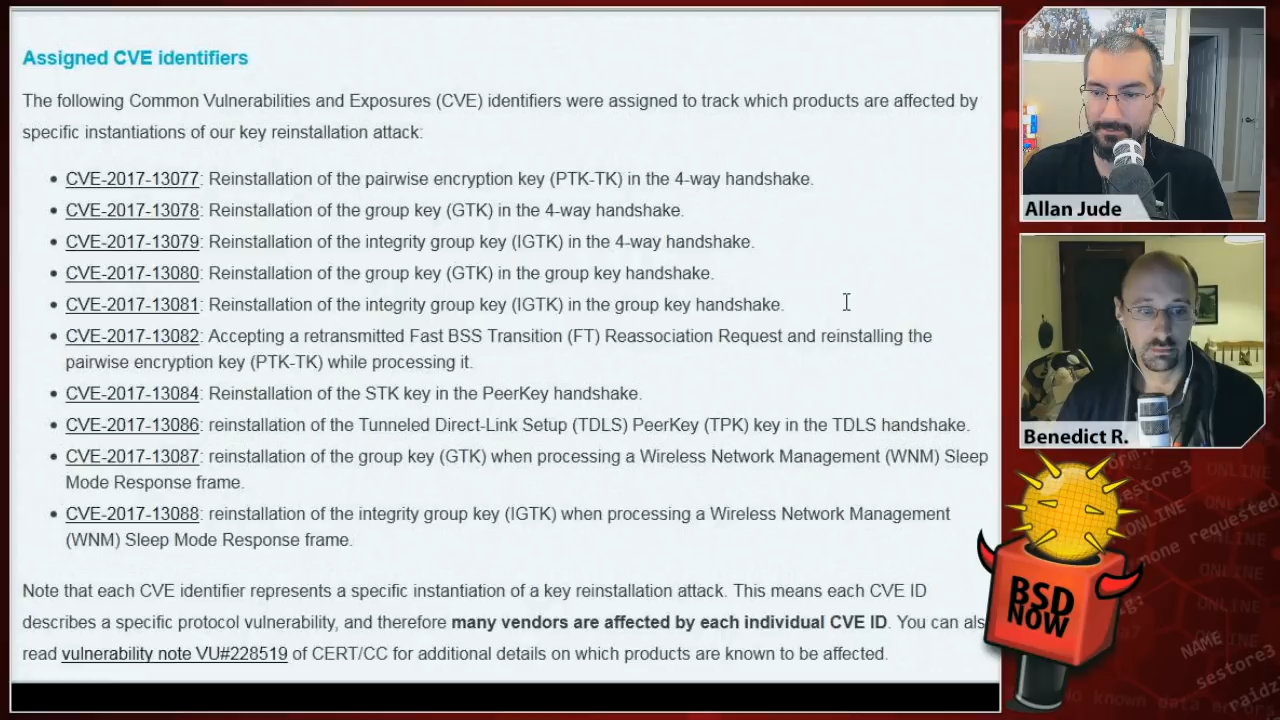 Assigned CVE identifiers
The following Common Vulnerabilities and Exposures (CVE) identifiers were assigned to track which products are affected by
specific instantiations of our key reinstallation attack:
• CVE-2017-13077: Reinstallation of the pairwise encryption key (PTK-TK) in the 4-way handshake.
• CVE-2017-13078: Reinstallation of the group key (GTK) in the 4-way handshake.
• CVE-2017-13079: Reinstallation of the integrity group key (IGTK) in the 4-way handshake.
• CVE-2017-13080: Reinstallation of the group key (GTK) in the group key handshake.
• CVE-2017-13081: Reinstallation of the integrity group key (IGTK) in the group key handshake.
• CVE-2017-13082: Accepting a retransmitted Fast BSS Transition (FT) Reassociation Request and reinstalling the
pairwise encryption key (PTK-TK) while processing it.
• CVE-2017-13084: Reinstallation of the STK key in the PeerKey handshake.
• CVE-2017-13086: reinstallation of the Tunneled Direct-Link Setup (TDLS) PeerKey (TPK) key in the TDLS handshake.
• CVE-2017-13087: reinstallation of the group key (GTK) when processing a Wireless Network Management (WNM) Sleep
Mode Response frame.
• CVE-2017-13088: reinstallation of the integrity group key (IGTK) when processing a Wireless Network Management
(WNM) Sleep Mode Response frame.
Note that each CVE identifier represents a specific instantiation of a key reinstallation attack. This means each CVE ID
describes a specific protocol vulnerability, and therefore many vendors are affected by each individual CVE ID. You can als
read vulnerability note VU#228519 of CERT/CC for additional details on which products are known to be affected.
Allan Jude
Benedict R.
BSD
NOW
estore3
ONLINE
ONLINE
none requested
ONLINE
ONLINE
NAME
sestore3
raidz
No known data